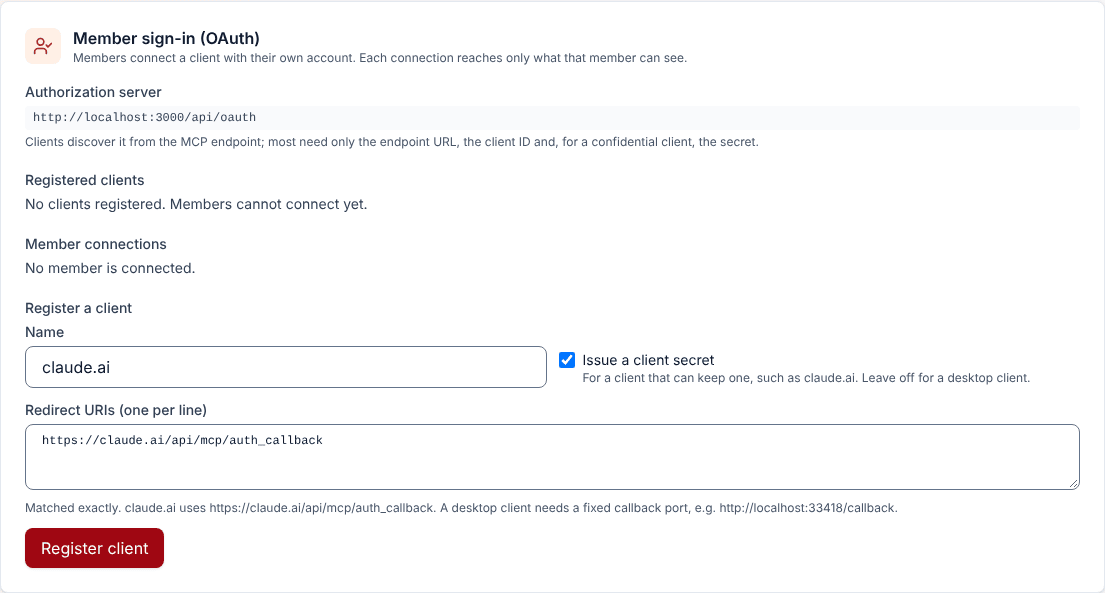 Member sign-in (OAuth)
Members connect a client with their own account. Each connection reaches only what that member can see.
Authorization server
http://localhost:3000/api/oauth
Clients discover it from the MCP endpoint; most need only the endpoint URL, the client ID and, for a confidential client, the secret.
Registered clients
No clients registered. Members cannot connect yet.
Member connections
No member is connected.
Register a client
Name
claude.ai
Issue a client secret
For a client that can keep one, such as claude.ai. Leave off for a desktop client.
Redirect URIs (one per line)
https://claude.ai/api/mcp/auth_callback
Matched exactly. claude.ai uses https://claude.ai/api/mcp/auth_callback. A desktop client needs a fixed callback port, e.g. http://localhost:33418/callback.
Register client